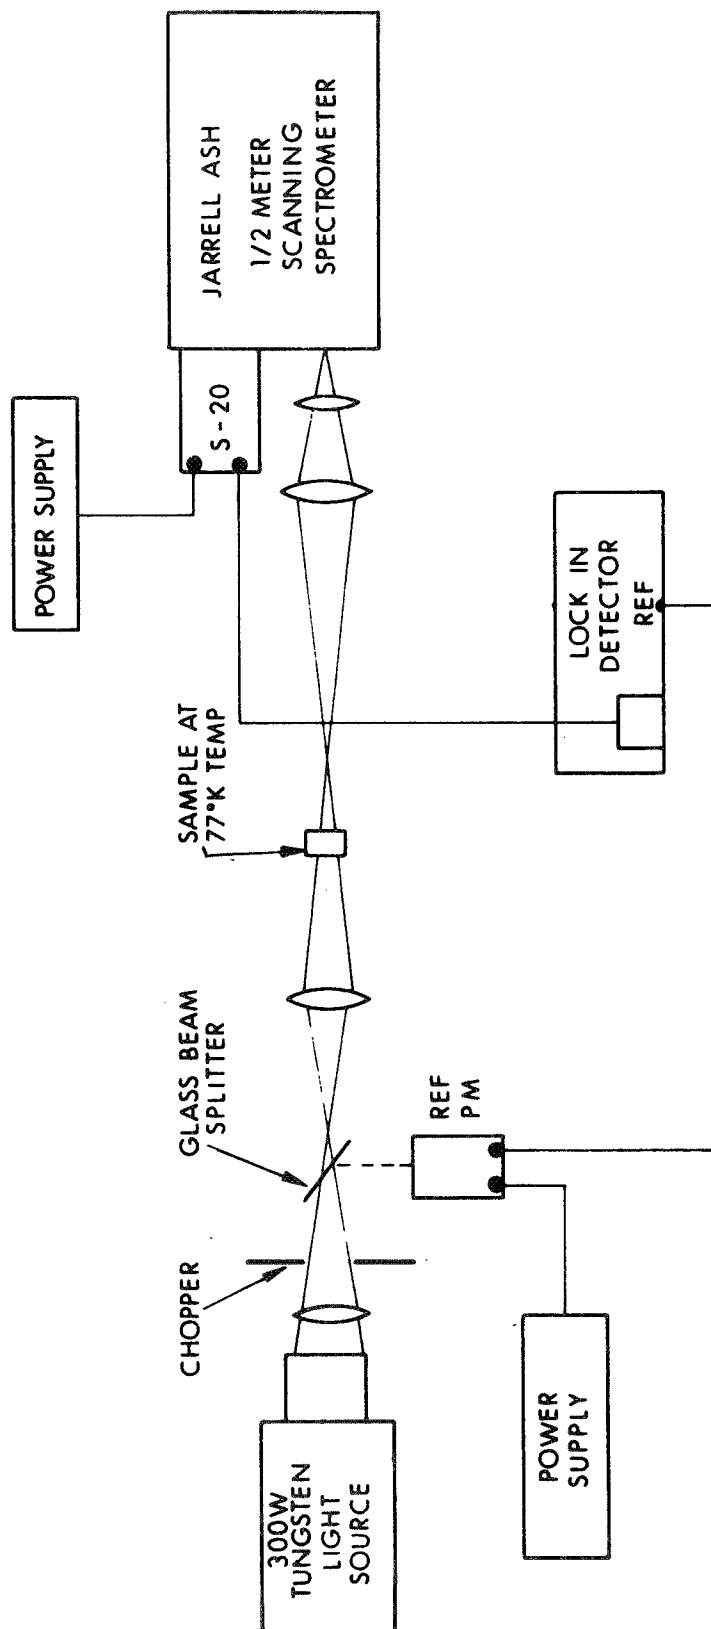 JARRELL ASH
1/2 METER
SCANNING
SPECTROMETER
POWER SUPPLY
S-20
LOCK IN
DETECTOR
REF
SAMPLE AT
77°K TEMP
GLASS BEAM
SPLITTER
REF
PM
CHOPPER
POWER
SUPPLY
300W
TUNGSTEN
LIGHT
SOURCE